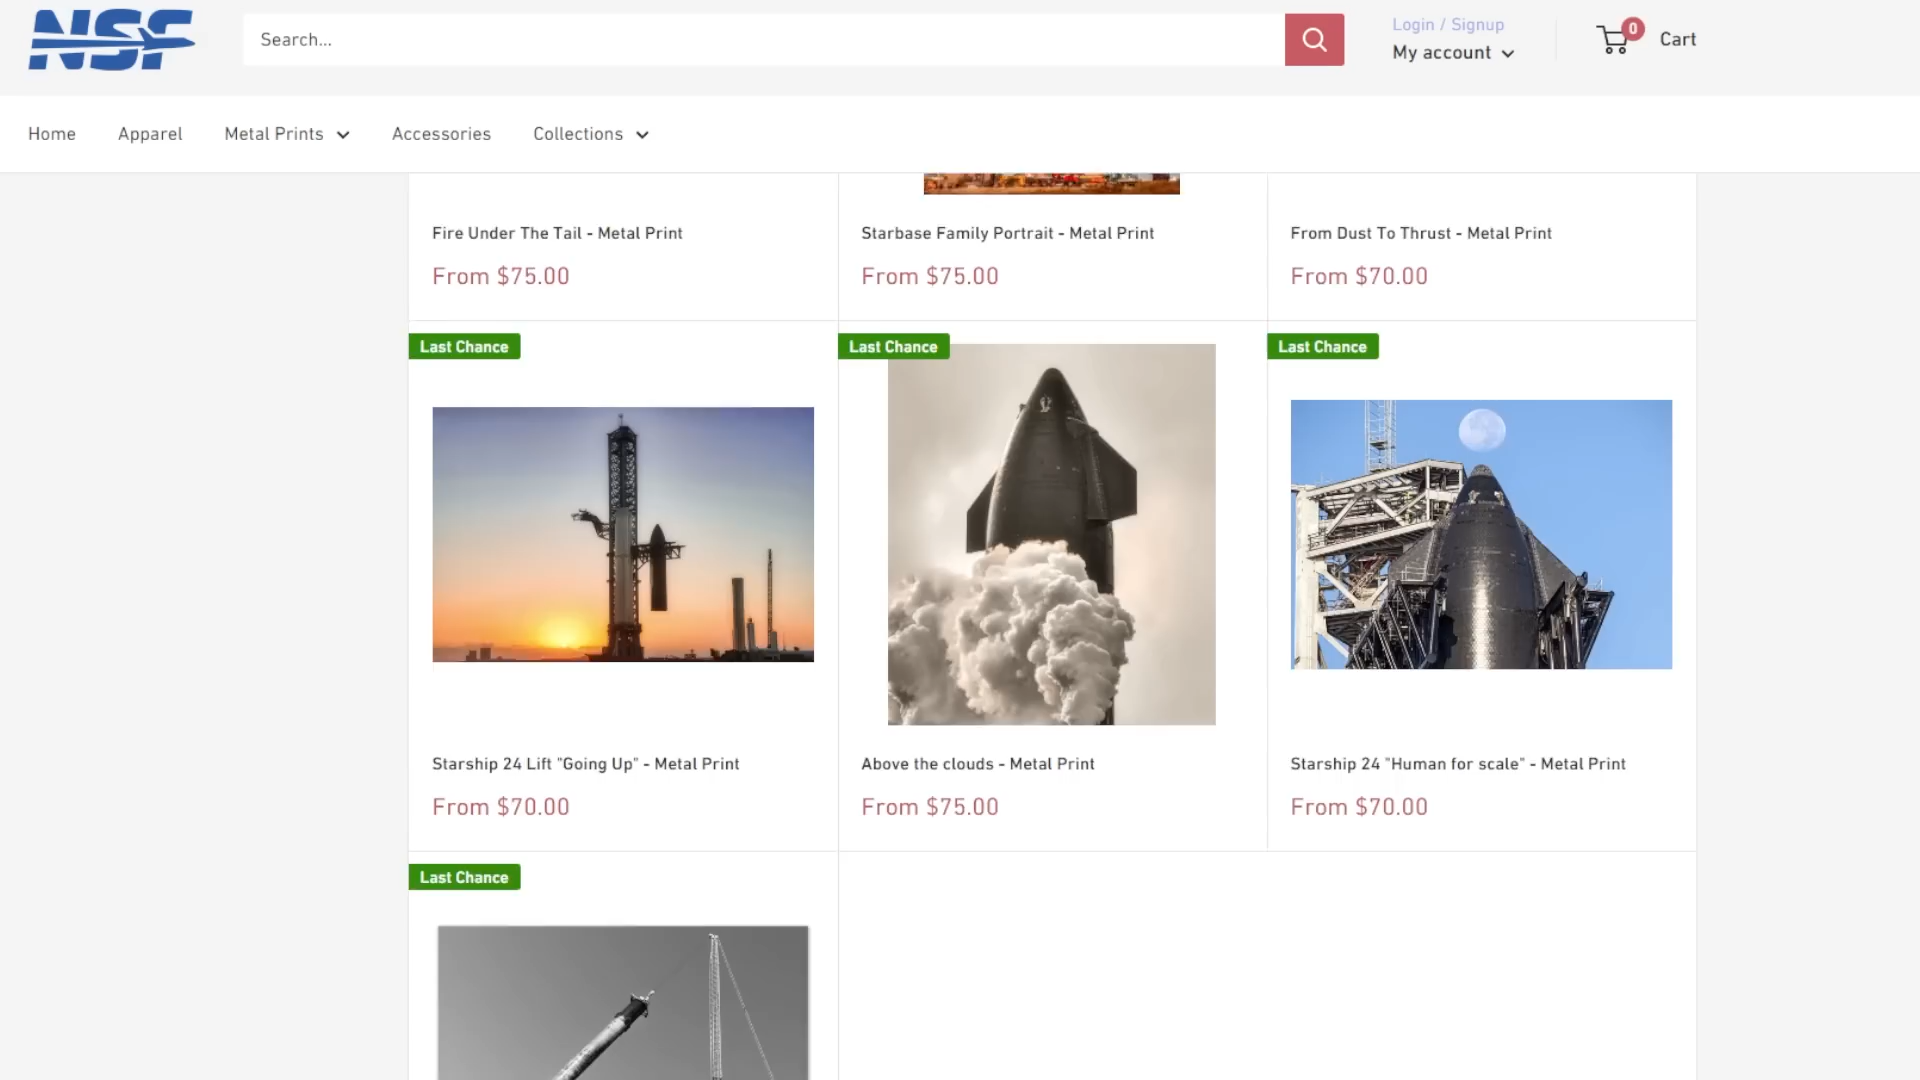 NSF
Search...
Login / Signup
My account
0
Cart
Home
Apparel
Metal Prints
Accessories
Collections
Fire Under The Tail - Metal Print
From $75.00
Starbase Family Portrait - Metal Print
From $75.00
From Dust To Thrust - Metal Print
From $70.00
Last Chance
Last Chance
Last Chance
Starship 24 Lift "Going Up" - Metal Print
From $70.00
Above the clouds - Metal Print
From $75.00
Starship 24 "Human for scale" - Metal Print
From $70.00
Last Chance